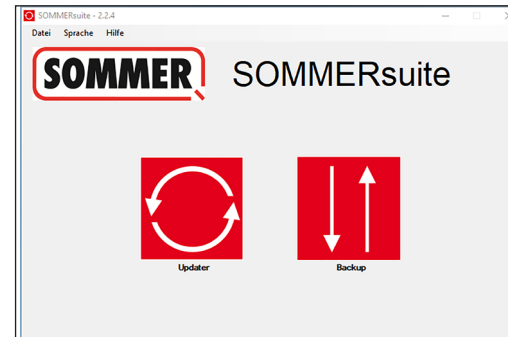 SOMMERsuite - 2.2.4
Datei Sprache Hilfe
SOMMER SOMMERsuite
Updater Backup